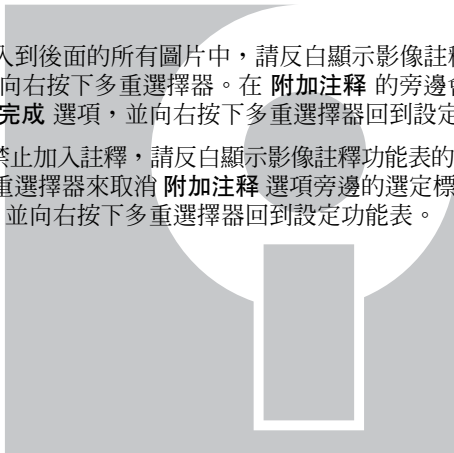 入到後面的所有圖片中，請反白顯示影像註釋
向右按下多重選擇器。在 附加注释 的旁邊會
完成 選項，並向右按下多重選擇器回到設定
禁止加入註釋，請反白顯示影像註釋功能表的
重選擇器來取消 附加注释 選項旁邊的選定標
並向右按下多重選擇器回到設定功能表。